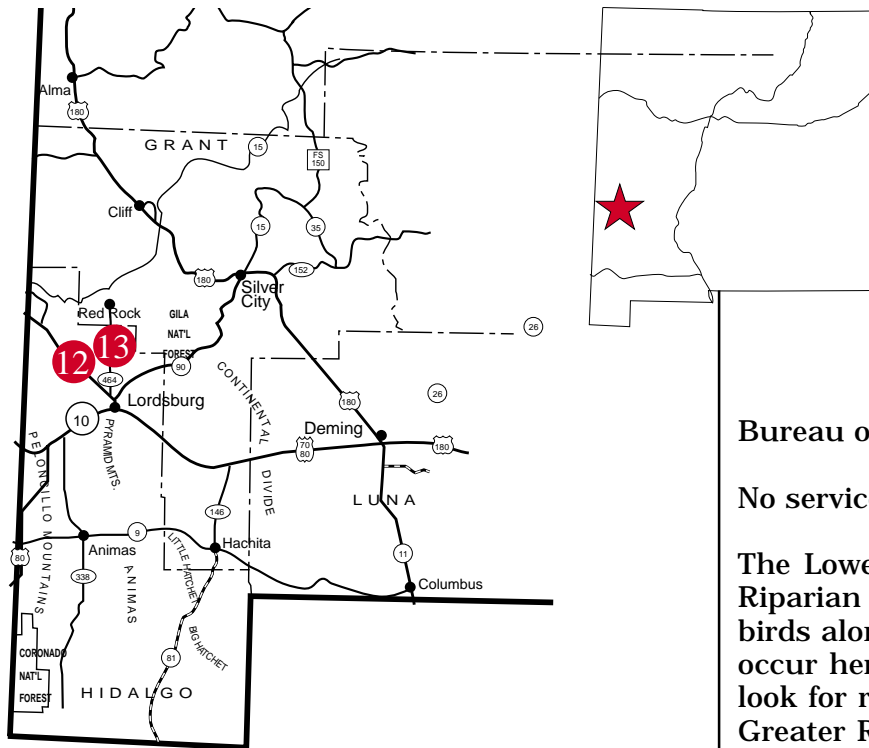 Alma
180
GRANT
15
FS
150
Cliff
15
35
180
152
Silver
City
Red Rock
GILA
NAT'L
FOREST
26
12
13
90
464
Lordsburg
10
CONTINENTAL DIVIDE
26
180
Deming
70
80
180
PYRAMID MTS.
PELONCILLO MOUNTAINS
LUNA
146
9
Hachita
Animas
80
338
ANIMAS
LITTLE HATCHET
11
Columbus
BIG HATCHET
81
CORONADO
NAT'L
FOREST
HIDALGO
Bureau o
No servic
The Lowe
Riparian
birds alon
occur her
look for r
Greater R